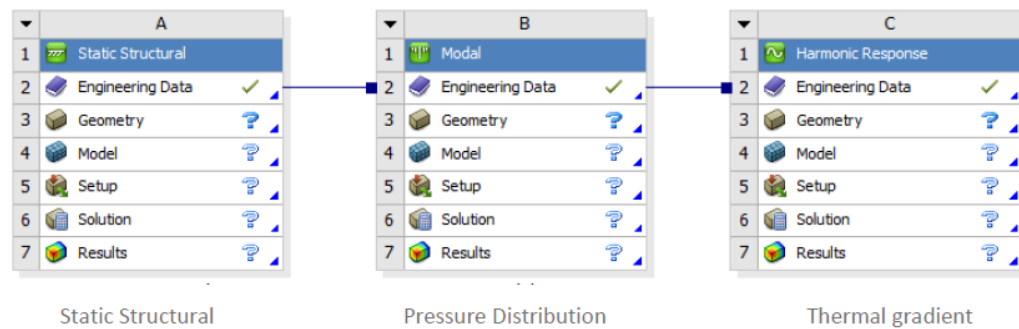 A
1 Static Structural
2 Engineering Data
3 Geometry ?
4 Model ?
5 Setup ?
6 Solution ?
7 Results ?
Static Structural
B
1 Modal
2 Engineering Data
3 Geometry ?
4 Model ?
5 Setup ?
6 Solution ?
7 Results ?
Pressure Distribution
C
1 Harmonic Response
2 Engineering Data
3 Geometry ?
4 Model ?
5 Setup ?
6 Solution ?
7 Results ?
Thermal gradient